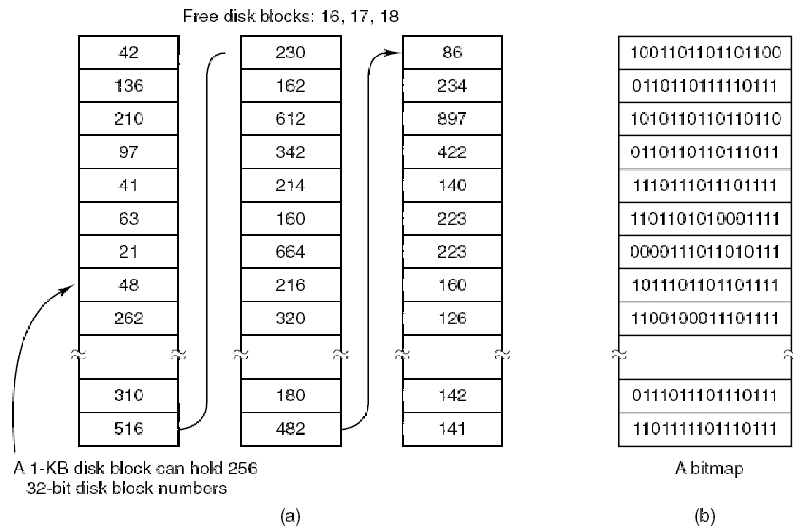 Free disk blocks: 16, 17, 18
42 230 86 1001101101101100
136 162 234 0110110111110111
210 612 897 1010110110110110
97 342 422 0110110110111011
41 214 140 1110111011101111
63 160 223 1101101010001111
21 664 223 0000111011010111
48 216 160 1011101101101111
262 320 126 1100100011101111
310 180 142 0111011101110111
516 482 141 1101111101110111
A 1-KB disk block can hold 256
32-bit disk block numbers
A bitmap
(a) (b)